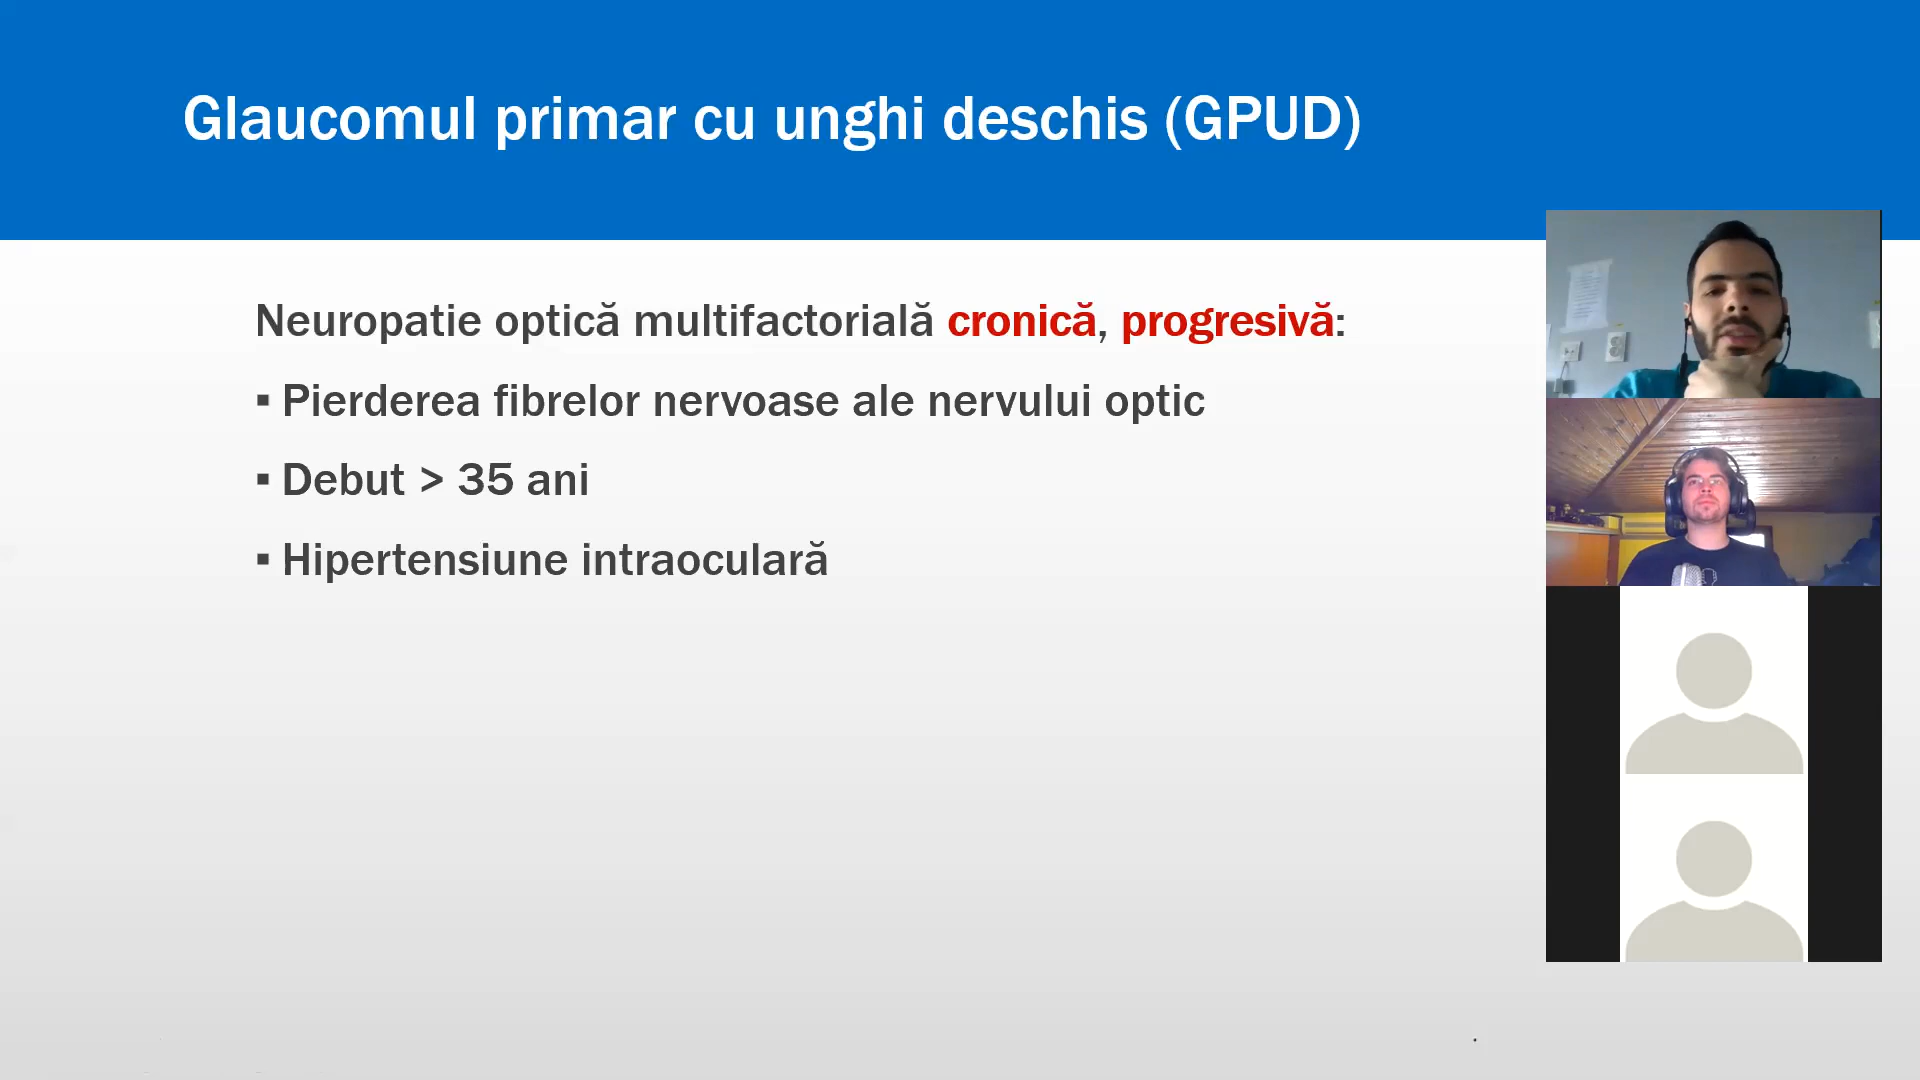 Glaucomul primar cu unghi deschis (GPUD)
Neuropatie optică multifactorială cronică, progresivă:
▪ Pierderea fibrelor nervoase ale nervului optic
▪ Debut > 35 ani
▪ Hipertensiune intraoculară